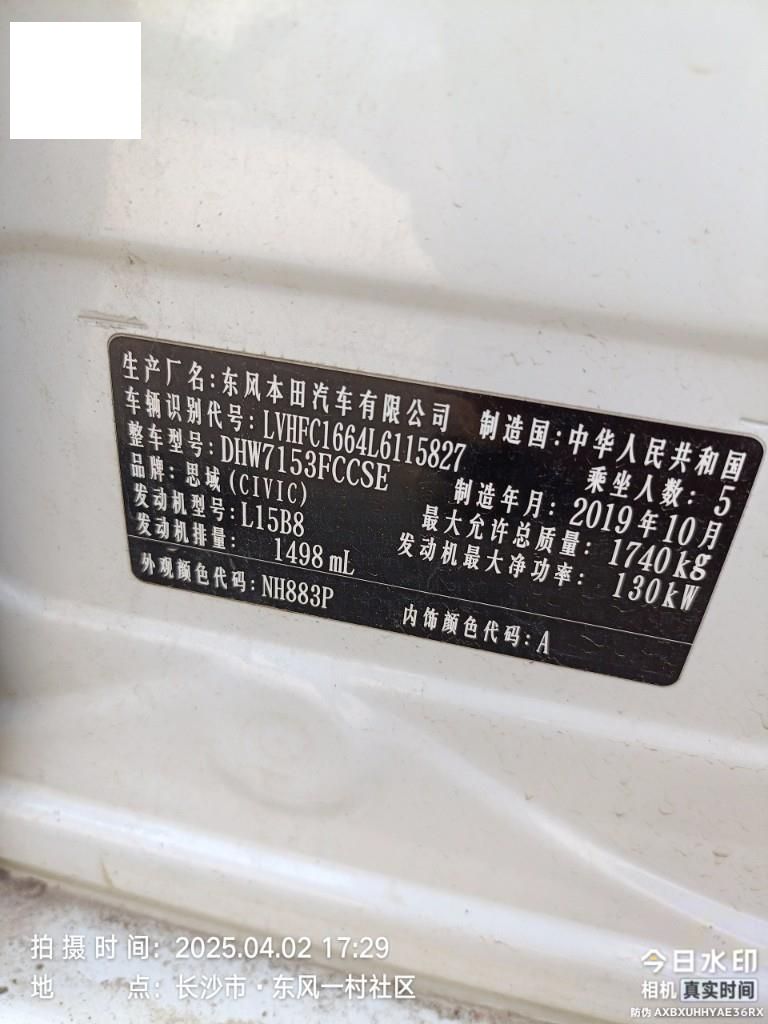 生产厂名：东风本田汽车有限公司 制造国：中华人民共和国
车辆识别代号：LVHFC1664L6115827 乘坐人数：5
整车型号：DHW7153FCCSE 制造年月：2019年10月
品牌：思域(CIVIC) 最大允许总质量：1740kg
发动机型号：L15B8 发动机最大净功率：130kW
发动机排量：1498mL
外观颜色代码：NH883P 内饰颜色代码：A
拍摄时间：2025.04.02 17:29
地点：长沙市·东风一村社区
今日水印
相机 真实时间
防伪 AXBXUHHYAE36RX